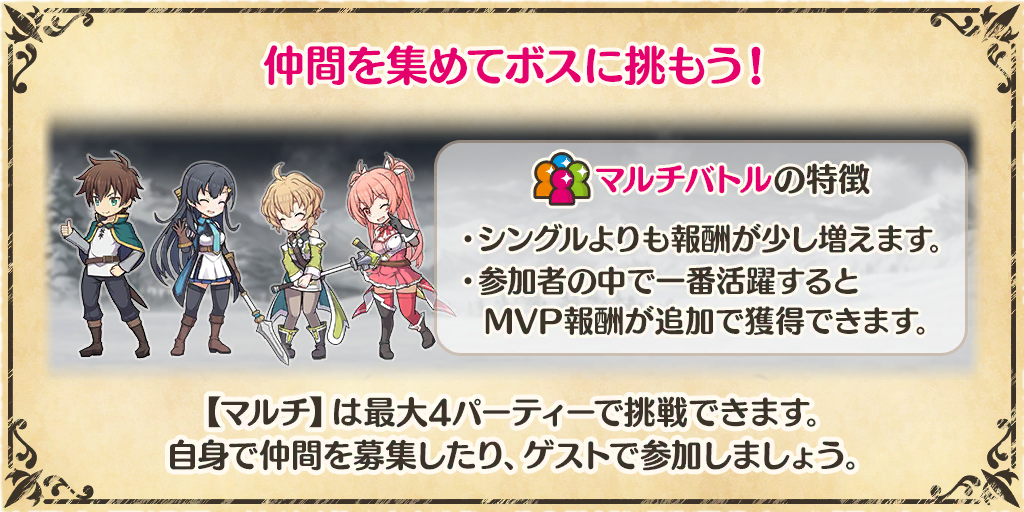 仲間を集めてボスに挑もう！
マルチバトルの特徴
・シングルよりも報酬が少し増えます。
・参加者の中で一番活躍すると
MVP報酬が追加で獲得できます。
【マルチ】は最大4パーティーで挑戦できます。
自身で仲間を募集したり、ゲストで参加しましょう。